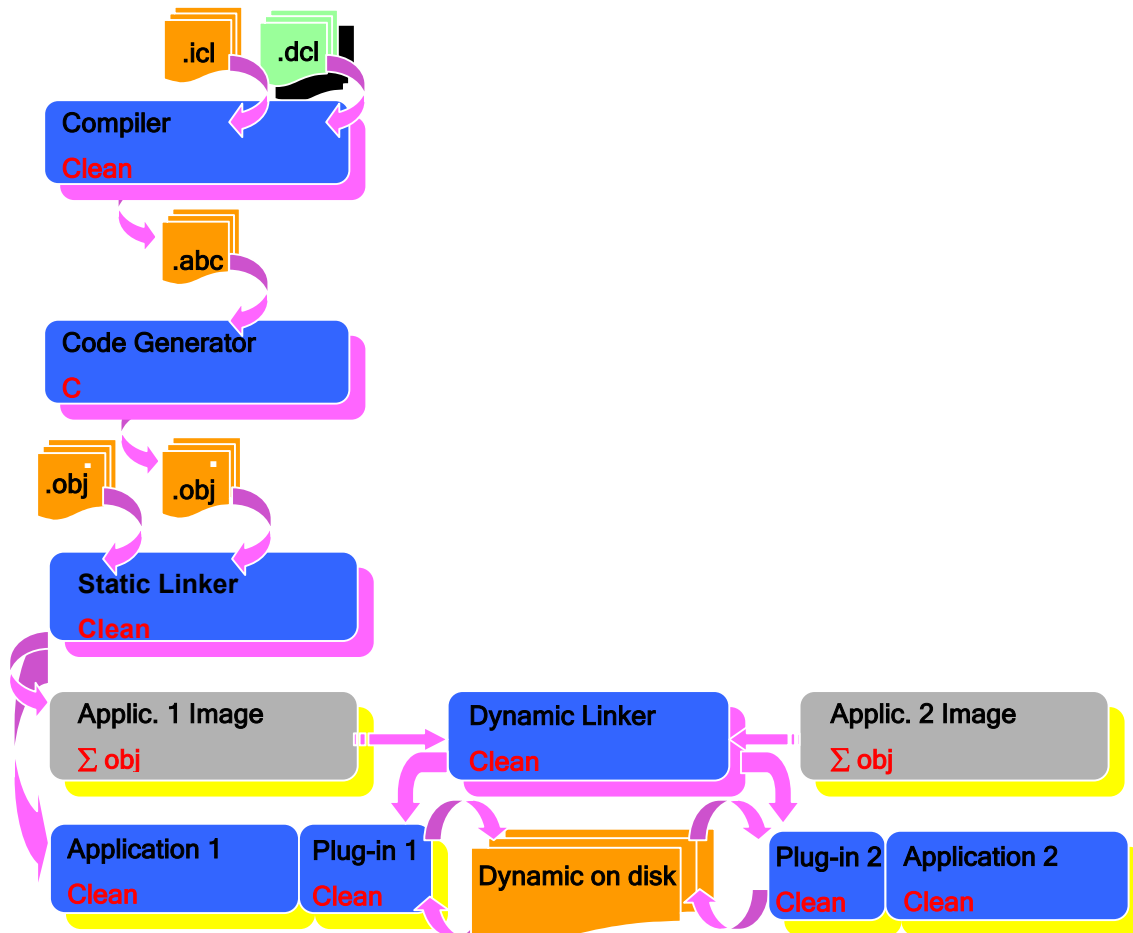 .icl
.dcl
Compiler
Clean
.abc
Code Generator
C
.obj
.obj
Static Linker
Clean
Applic. 1 Image
∑ obj
Dynamic Linker
Clean
Applic. 2 Image
∑ obj
Application 1
Clean
Plug-in 1
Clean
Dynamic on disk
Plug-in 2
Clean
Application 2
Clean